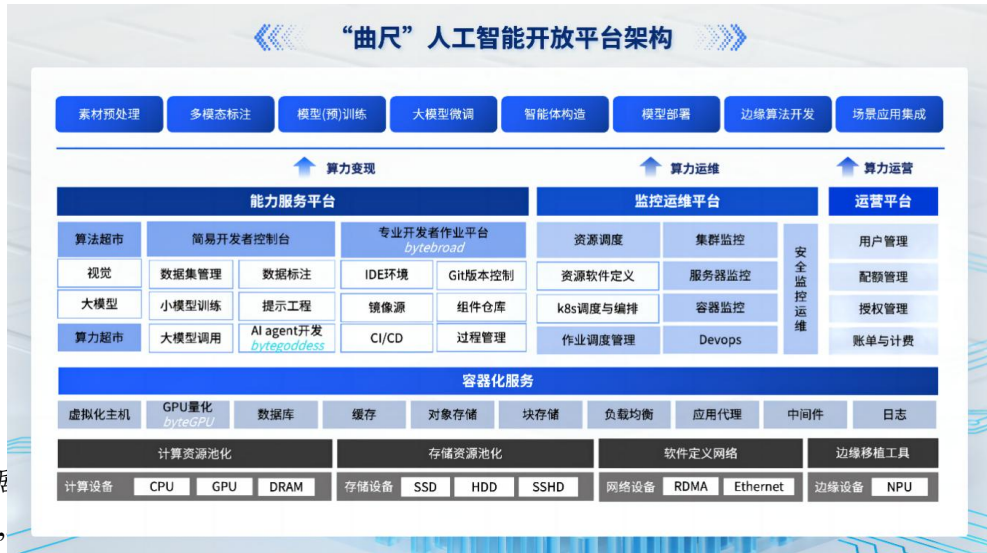 “曲尺”人工智能开放平台架构
素材预处理 多模态标注 模型(预)训练 大模型微调 智能体构造 模型部署 边缘算法开发 场景应用集成
算力变现 算力运维 算力运营
能力服务平台 监控运维平台 运营平台
算法超市 简易开发者控制台 专业开发者作业平台
bytebroad
资源调度 集群监控 安全监控运维 用户管理
视觉 数据集管理 数据标注 IDE环境 Git版本控制 资源软件定义 服务器监控 配额管理
大模型 小模型训练 提示工程 镜像源 组件仓库 k8s调度与编排 容器监控 授权管理
算力超市 大模型调用 AI agent开发
bytegoddess
CI/CD 过程管理 作业调度管理 Devops 账单与计费
容器化服务
虚拟化主机 GPU量化
byteGPU
数据库 缓存 对象存储 块存储 负载均衡 应用代理 中间件 日志
计算资源池化 存储资源池化 软件定义网络 边缘移植工具
计算设备 CPU GPU DRAM 存储设备 SSD HDD SSHD 网络设备 RDMA Ethernet 边缘设备 NPU
,